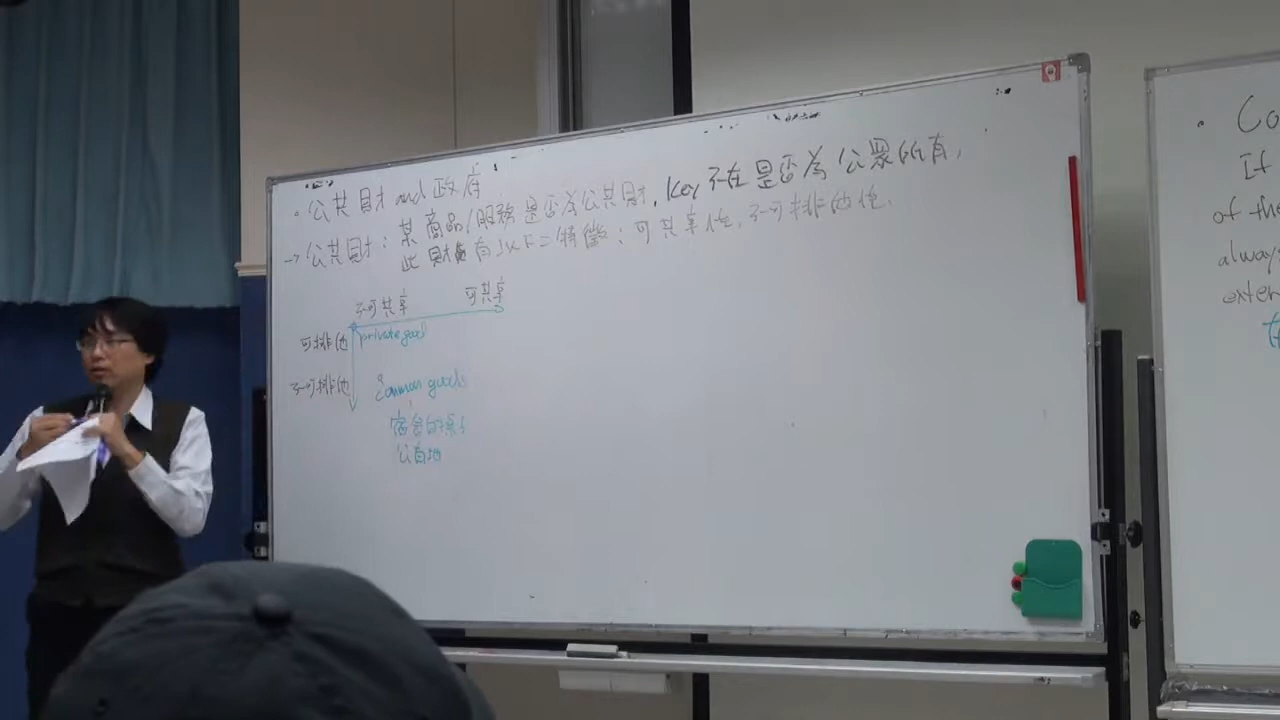 • 公共財 and 政府
→ 公共財：某商品/服務是否為公共財，key 不在是否為公眾所有，
此財有以下二特徵：可共享性、不可排他性。
不可共享 可共享
可排他 private good
不可排他 Common goods
宿舍的
公有地
• Co
If
of the
always
exter